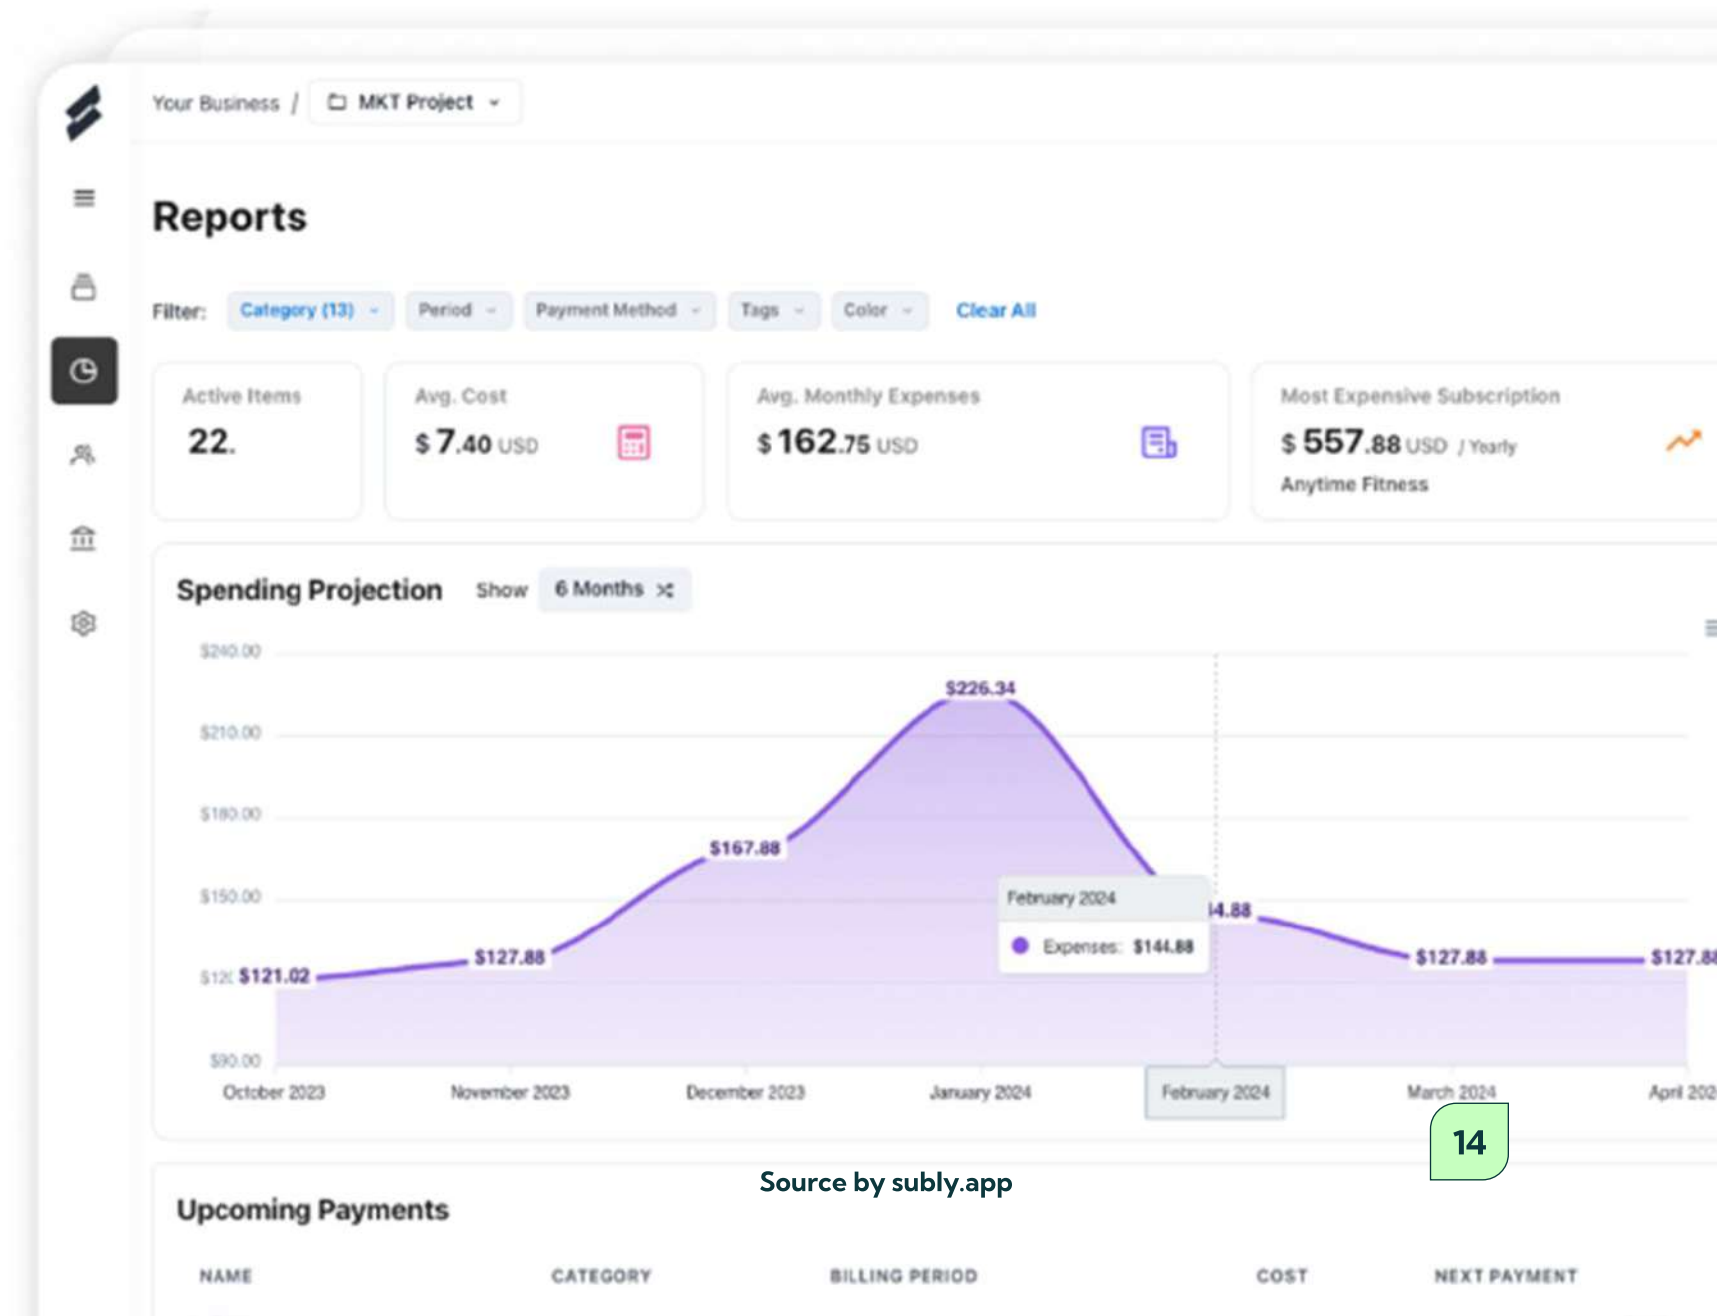 Your Business / MKT Project
Reports
Filter: Category (13) Period Payment Method Tags Color Clear All
Active Items
22.
Avg. Cost
$ 7.40 USD
Avg. Monthly Expenses
$ 162.75 USD
Most Expensive Subscription
$ 557.88 USD / Yearly
Anytime Fitness
Spending Projection Show 6 Months
$240.00
$226.34
$210.00
$180.00
$167.88
$150.00
February 2024
Expenses: $144.88
4.88
$127.88
$127.88
$127.88
$12
$121.02
$90.00
October 2023 November 2023 December 2023 January 2024 February 2024 March 2024 April 202
14
Source by subly.app
Upcoming Payments
NAME CATEGORY BILLING PERIOD COST NEXT PAYMENT